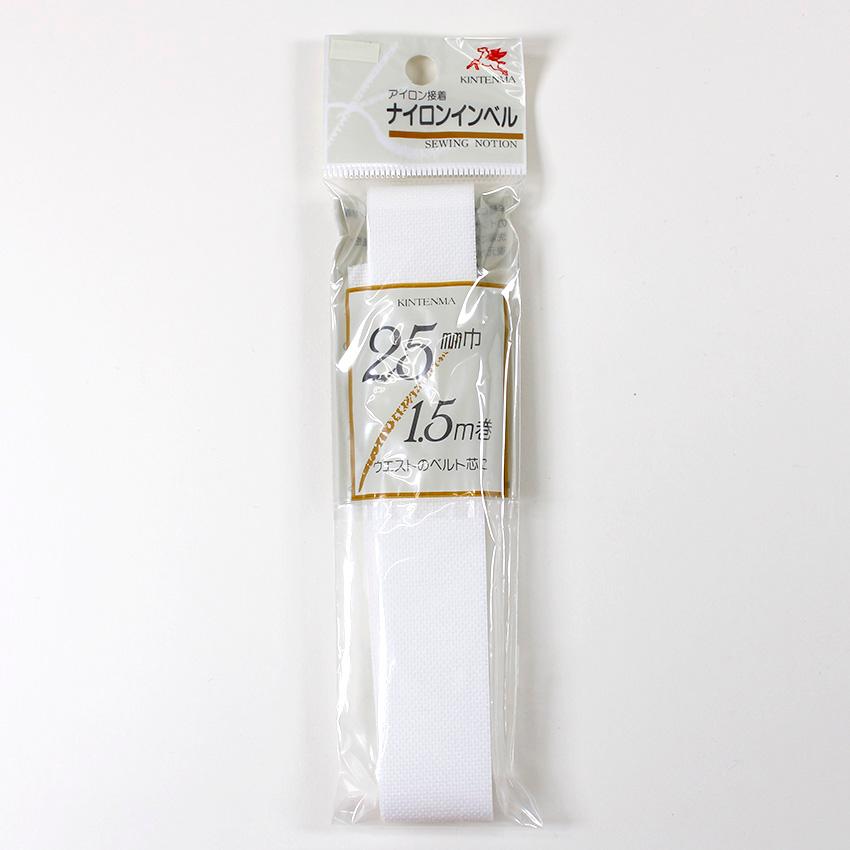 KINTENMA
アイロン接着
ナイロンインベル
SEWING NOTION
KINTENMA
25mm巾
1.5m巻
ウエストのベルト芯に